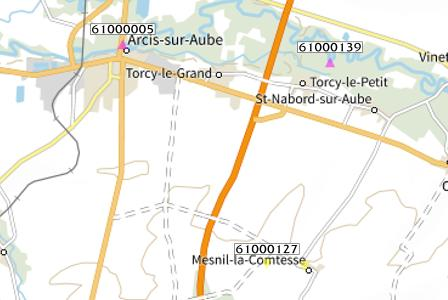 61000005
Arcis-sur-Aube
61000139
Vinet
Torcy-le-Grand
Torcy-le-Petit
St-Nabord-sur-Aube
61000127
Mesnil-la-Comtesse